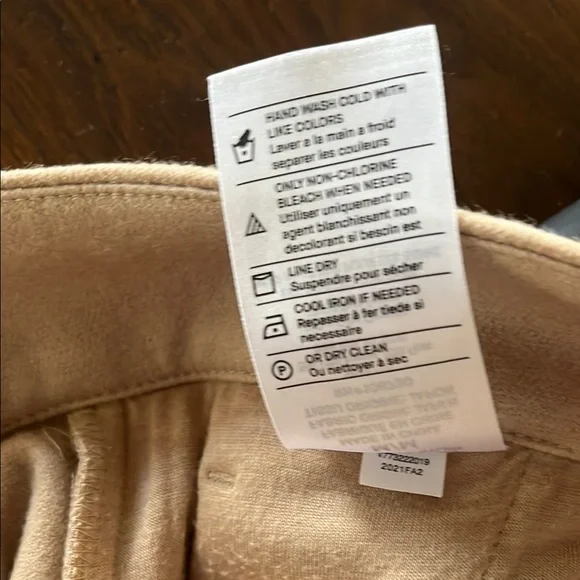 HAND WASH COLD WITH
LIKE COLORS
Laver a la main a froid
separer les couleurs
ONLY NON-CHLORINE
BLEACH WHEN NEEDED
Utiliser uniquement un
agent blanchissant non
decolorant si besoin est
LINE DRY
Suspendre pour sécher
COOL IRON IF NEEDED
Repasser à fer tiede si
necessaire
P
OR DRY CLEAN
Ou nettoyer à sec
V773222019
2021FA2